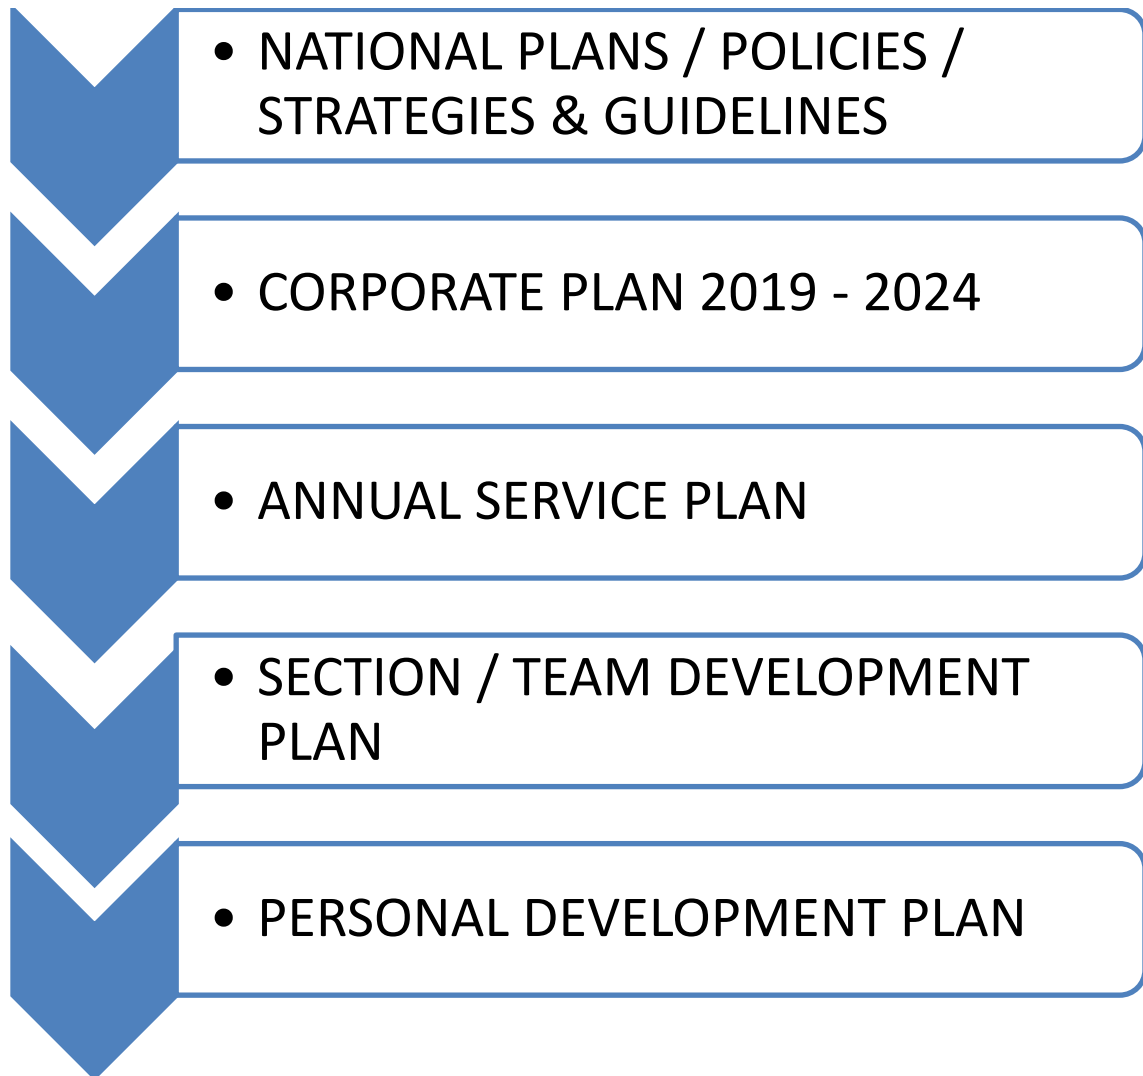 • NATIONAL PLANS / POLICIES /
STRATEGIES & GUIDELINES
• CORPORATE PLAN 2019 - 2024
• ANNUAL SERVICE PLAN
• SECTION / TEAM DEVELOPMENT
PLAN
• PERSONAL DEVELOPMENT PLAN